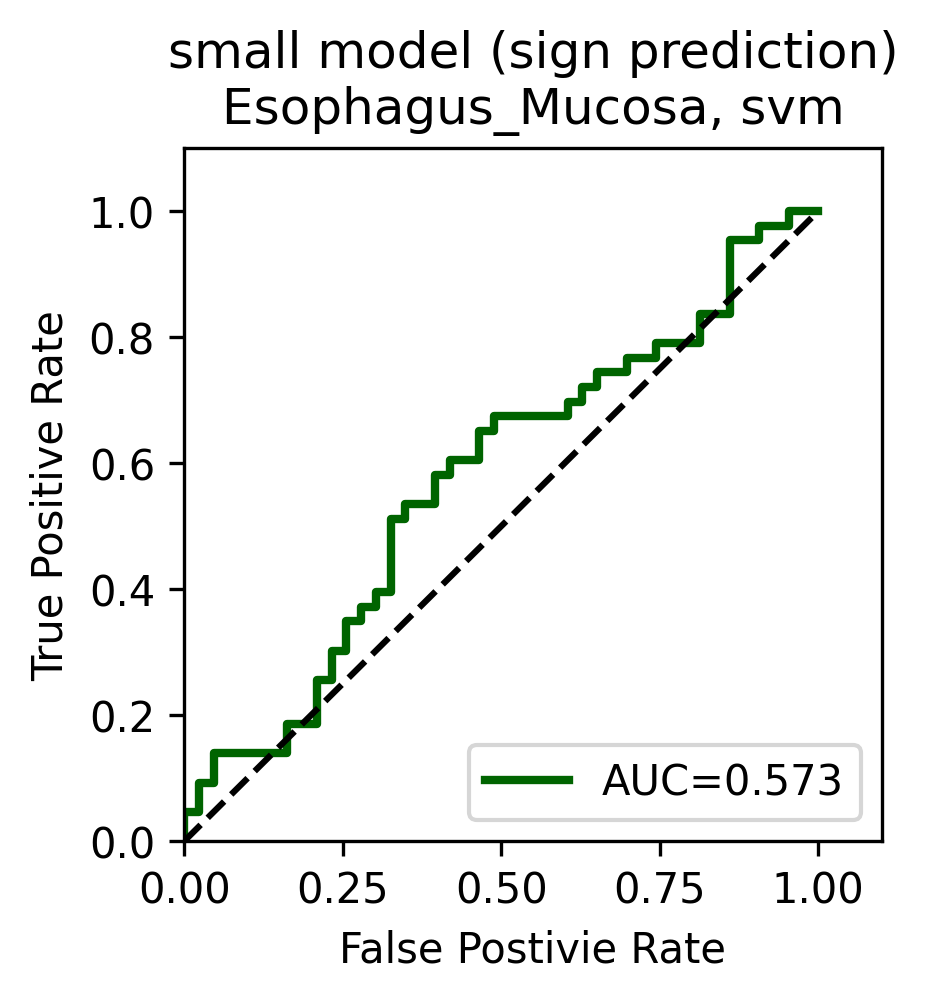 small model (sign prediction)
Esophagus_Mucosa, svm
True Positive Rate
1.0
0.8
0.6
0.4
0.2
0.0
AUC=0.573
0.00 0.25 0.50 0.75 1.00
False Postivie Rate